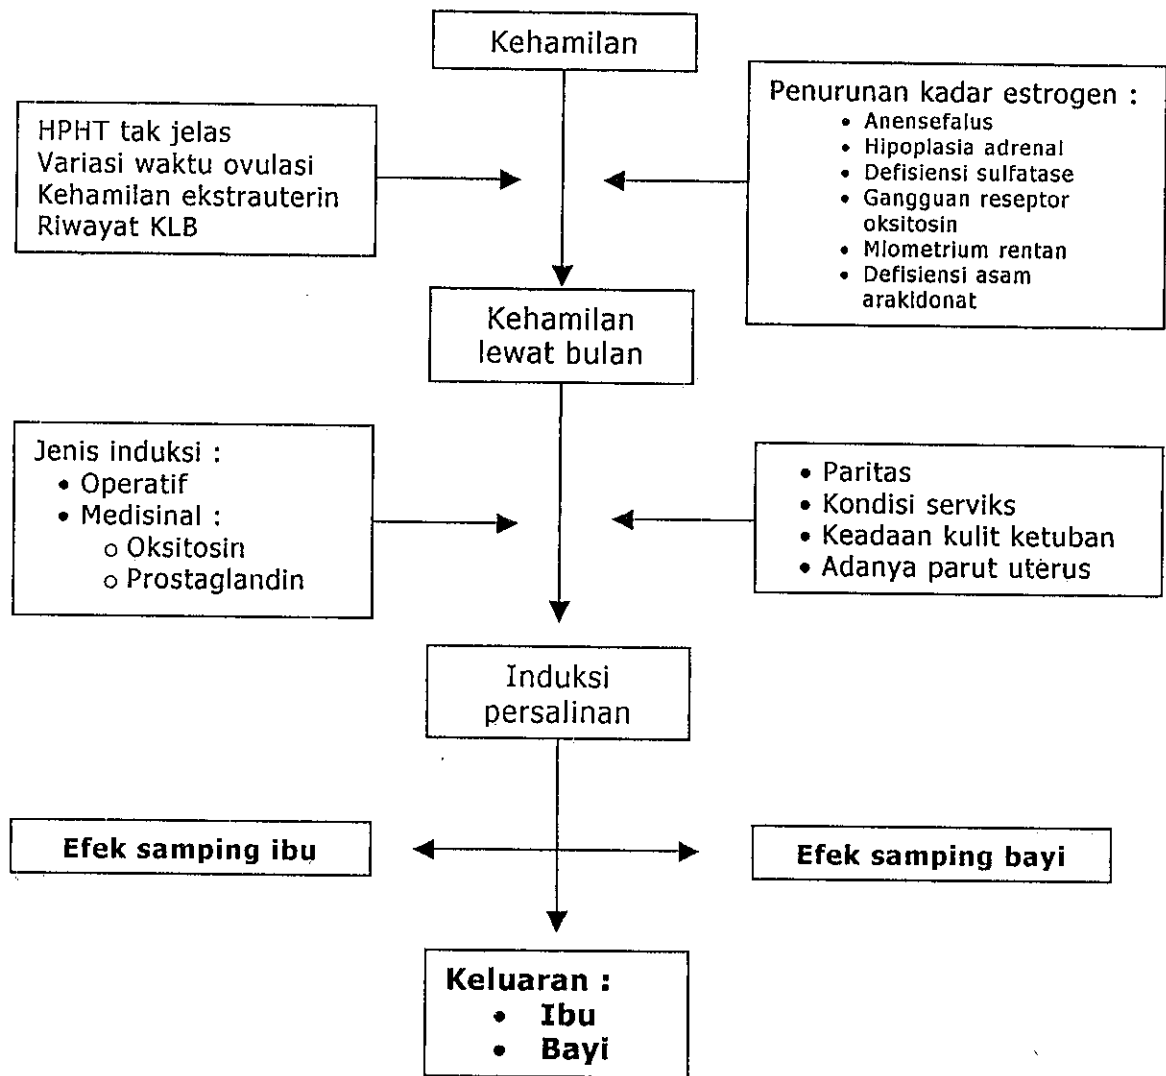 Kehamilan
HPHT tak jelas
Variasi waktu ovulasi
Kehamilan ekstrauterin
Riwayat KLB
Penurunan kadar estrogen :
• Anensefalus
• Hipoplasia adrenal
• Defisiensi sulfatase
• Gangguan reseptor
oksitosin
• Miometrium rentan
• Defisiensi asam
arakidonat
Kehamilan
lewat bulan
Jenis induksi :
• Operatif
• Medisinal :
o Oksitosin
o Prostaglandin
• Paritas
• Kondisi serviks
• Keadaan kulit ketuban
• Adanya parut uterus
Induksi
persalinan
Efek samping ibu
Efek samping bayi
Keluaran :
• Ibu
• Bayi